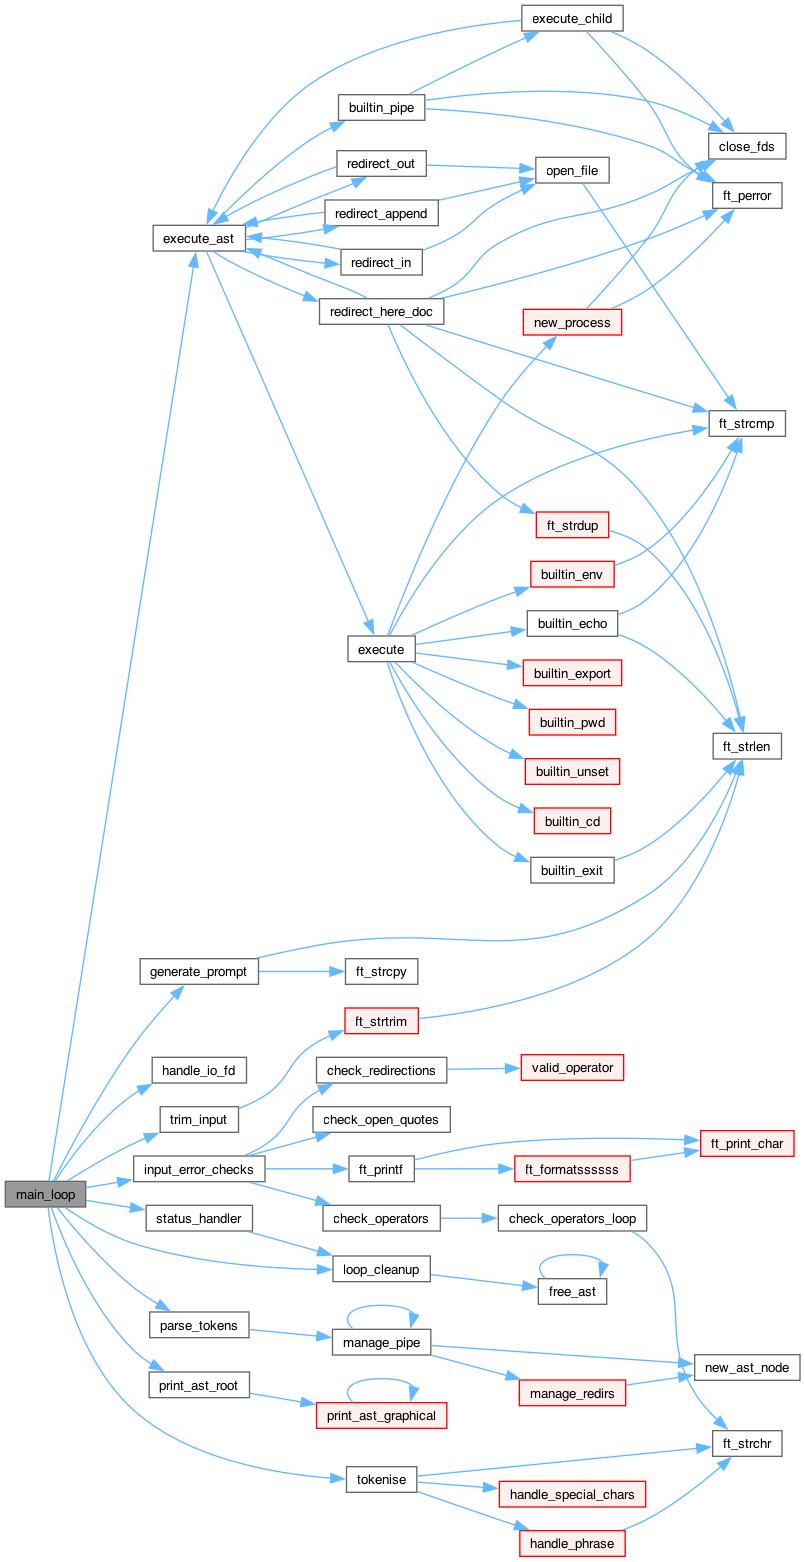 execute_child
builtin_pipe
close_fds
redirect_out
open_file
ft_perror
redirect_append
execute_ast
redirect_in
redirect_here_doc
new_process
ft_strcmp
ft_strdup
builtin_env
builtin_echo
execute
builtin_export
builtin_pwd
ft_strlen
builtin_unset
builtin_cd
builtin_exit
generate_prompt
ft_strcpy
ft_strtrim
handle_io_fd
check_redirections
valid_operator
trim_input
check_open_quotes
ft_print_char
input_error_checks
ft_printf
ft_formatssssss
main_loop
status_handler
check_operators
check_operators_loop
loop_cleanup
free_ast
parse_tokens
manage_pipe
new_ast_node
print_ast_root
manage_redirs
print_ast_graphical
ft_strchr
tokenise
handle_special_chars
handle_phrase